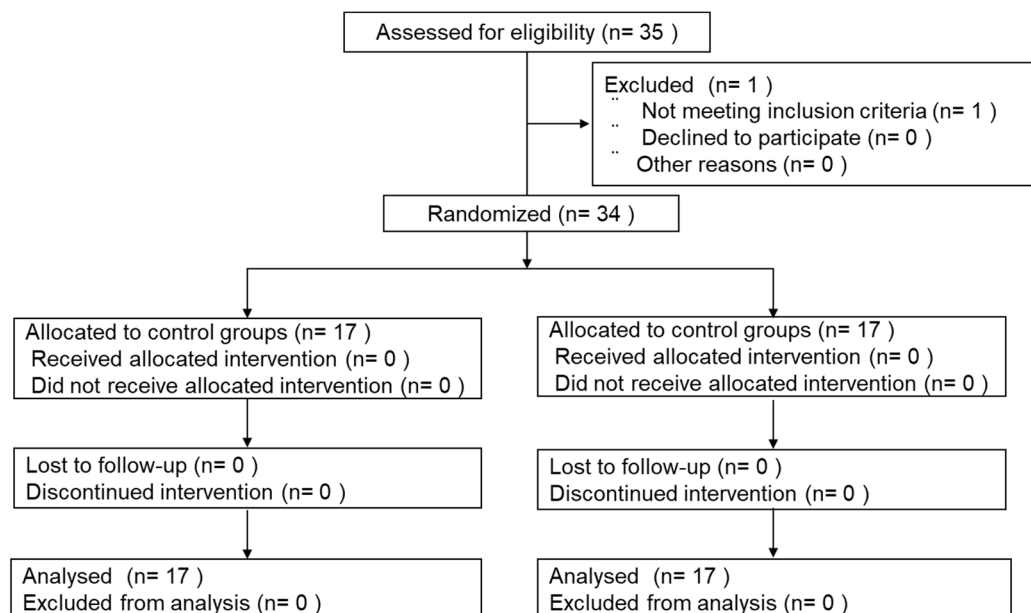 Assessed for eligibility (n= 35 )
Excluded (n= 1 )
¨ Not meeting inclusion criteria (n= 1 )
¨ Declined to participate (n= 0 )
¨ Other reasons (n= 0 )
Randomized (n= 34 )
Allocated to control groups (n= 17 )
Received allocated intervention (n= 0 )
Did not receive allocated intervention (n= 0 )
Allocated to control groups (n= 17 )
Received allocated intervention (n= 0 )
Did not receive allocated intervention (n= 0 )
Lost to follow-up (n= 0 )
Discontinued intervention (n= 0 )
Lost to follow-up (n= 0 )
Discontinued intervention (n= 0 )
Analysed (n= 17 )
Excluded from analysis (n= 0 )
Analysed (n= 17 )
Excluded from analysis (n= 0 )